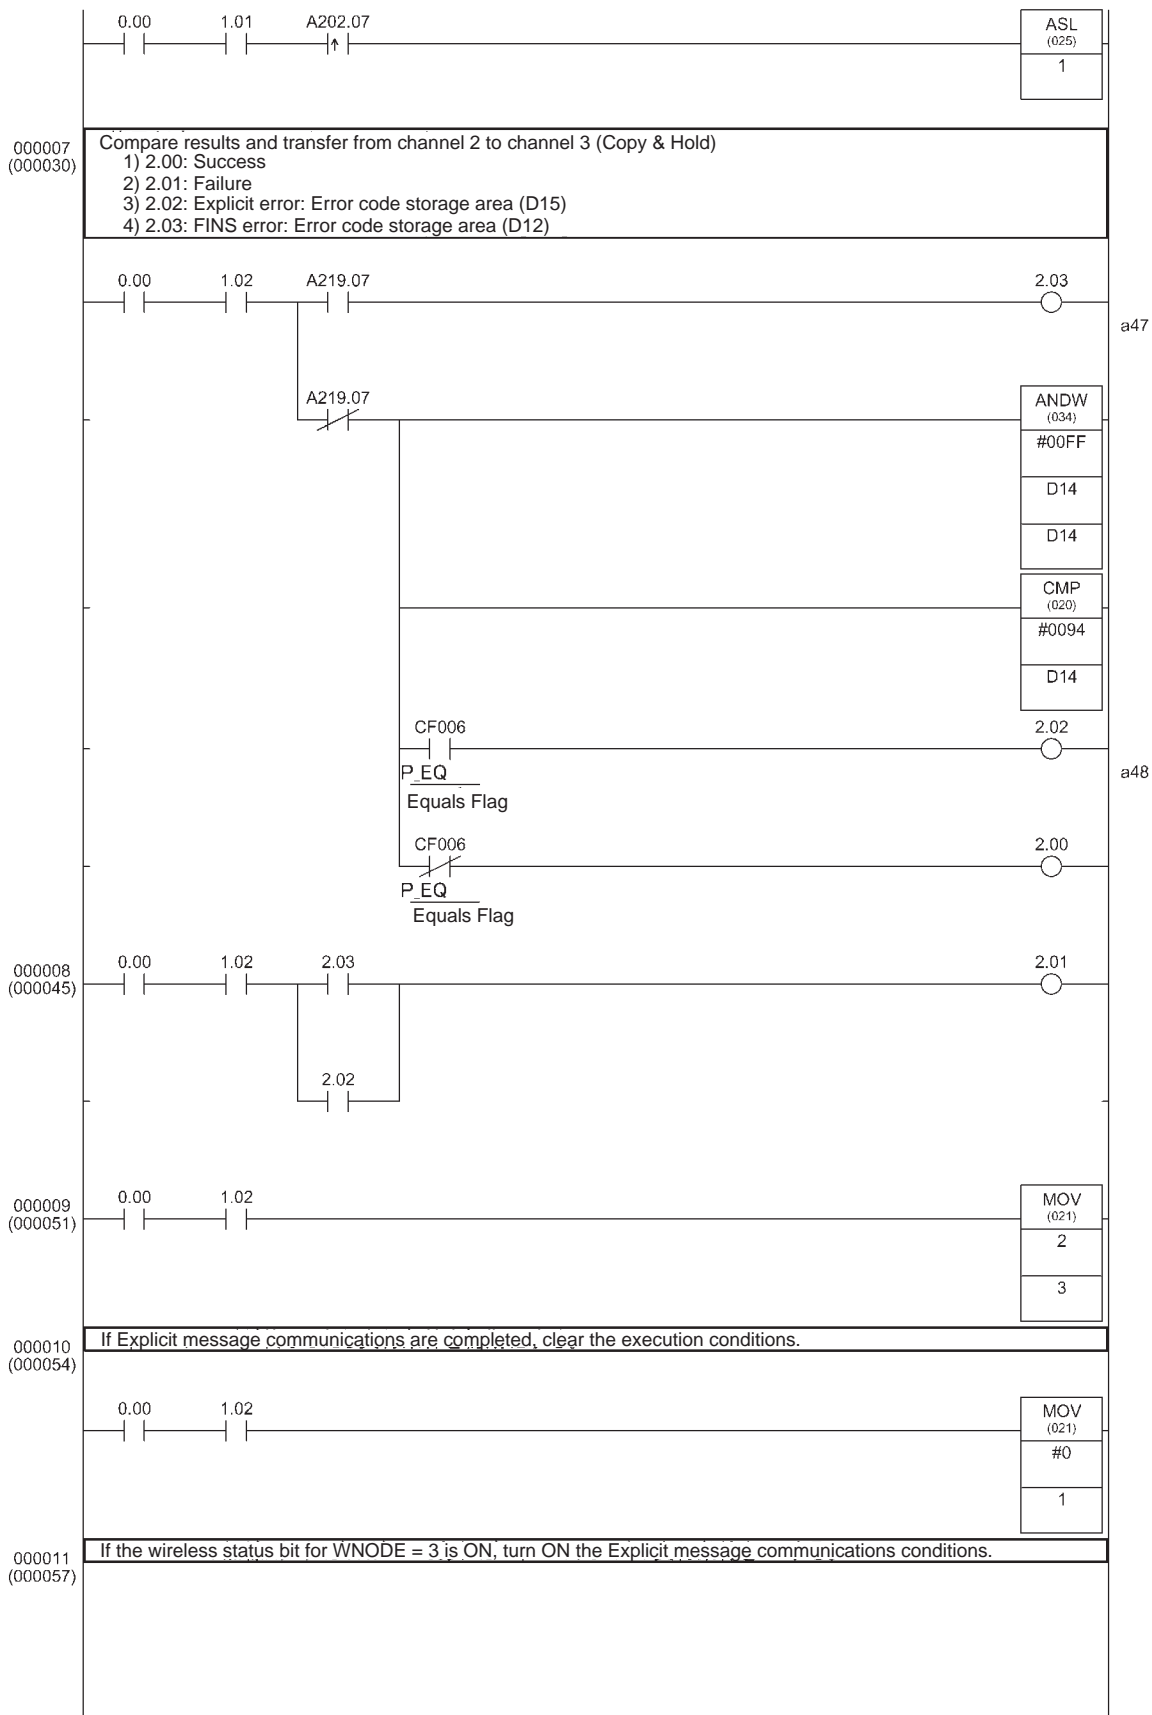 0.00 1.01 A202.07 ASL
(025)
1
000007
(000030)
Compare results and transfer from channel 2 to channel 3 (Copy & Hold)
1) 2.00: Success
2) 2.01: Failure
3) 2.02: Explicit error: Error code storage area (D15)
4) 2.03: FINS error: Error code storage area (D12)
0.00 1.02 A219.07 2.03
a47
A219.07 ANDW
(034)
#00FF
D14
D14
CMP
(020)
#0094
D14
CF006 2.02
P_EQ a48
Equals Flag
CF006 2.00
P_EQ
Equals Flag
000008
(000045)
0.00 1.02 2.03 2.01
2.02
000009
(000051)
0.00 1.02 MOV
(021)
2
3
000010
(000054)
If Explicit message communications are completed, clear the execution conditions.
0.00 1.02 MOV
(021)
#0
1
000011
(000057)
If the wireless status bit for WNODE = 3 is ON, turn ON the Explicit message communications conditions.